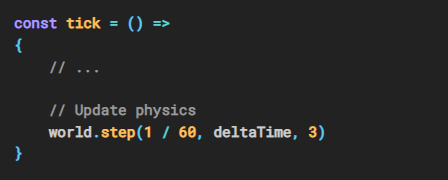 const tick = () =>
{
    // ...

    // Update physics
    world.step(1 / 60, deltaTime, 3)
}